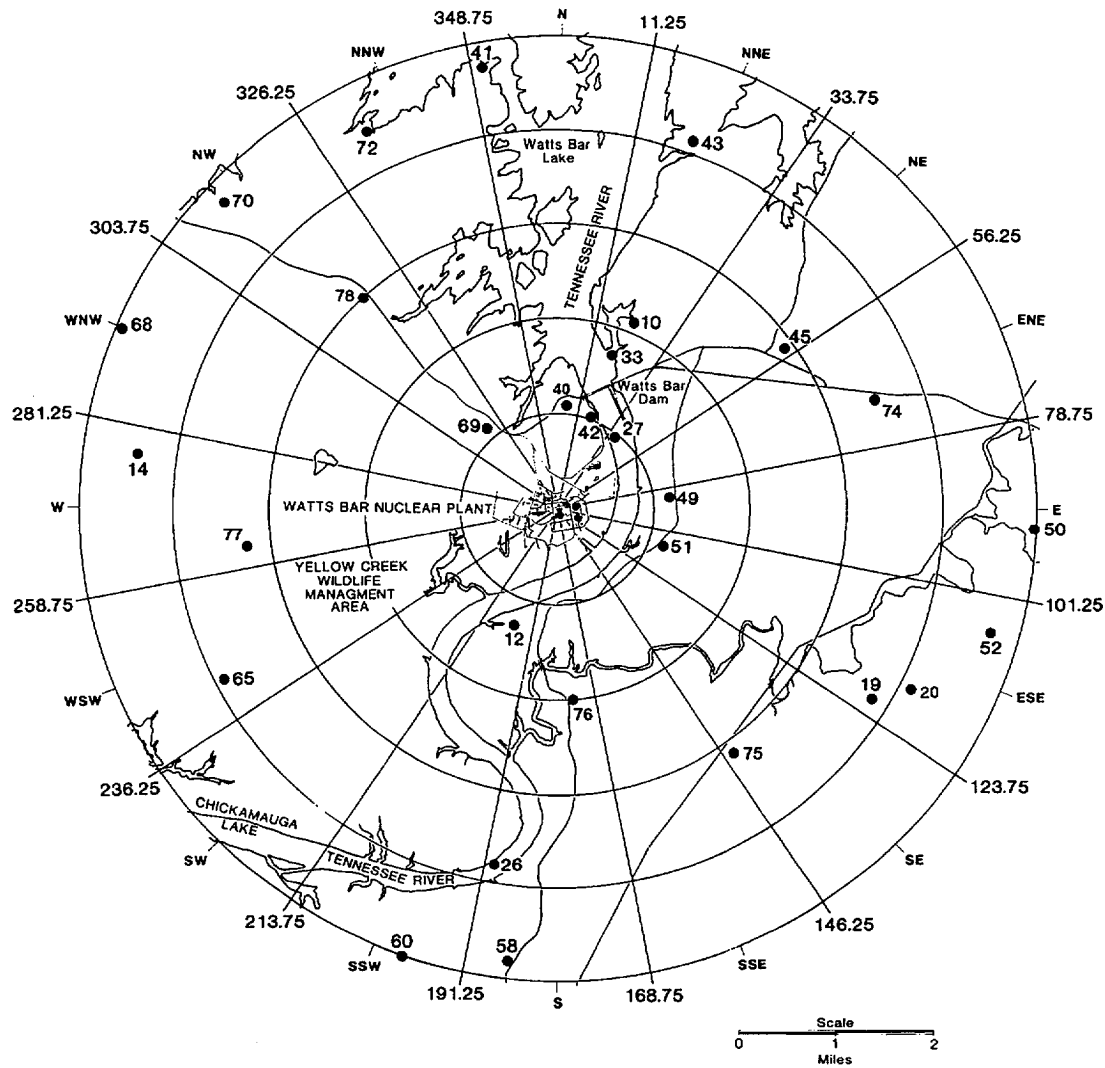 N
348.75
11.25
NNW
41
NNE
326.25
33.75
72
Watts Bar
Lake
43
NW
NE
70
TENNESSEE RIVER
303.75
56.25
78
WNW
68
10
ENE
45
33
40
Watts Bar
Dam
74
281.25
69
42
27
78.75
14
49
W
WATTS BAR NUCLEAR PLANT
E
50
77
51
YELLOW CREEK
WILDLIFE
MANAGMENT
AREA
258.75
101.25
12
52
65
19
20
WSW
ESE
76
75
236.25
123.75
CHICKAMAUGA
LAKE
SW
TENNESSEE RIVER
26
SE
213.75
146.25
60
58
SSW
SSE
191.25
S
168.75
Scale
0 1 2
Miles